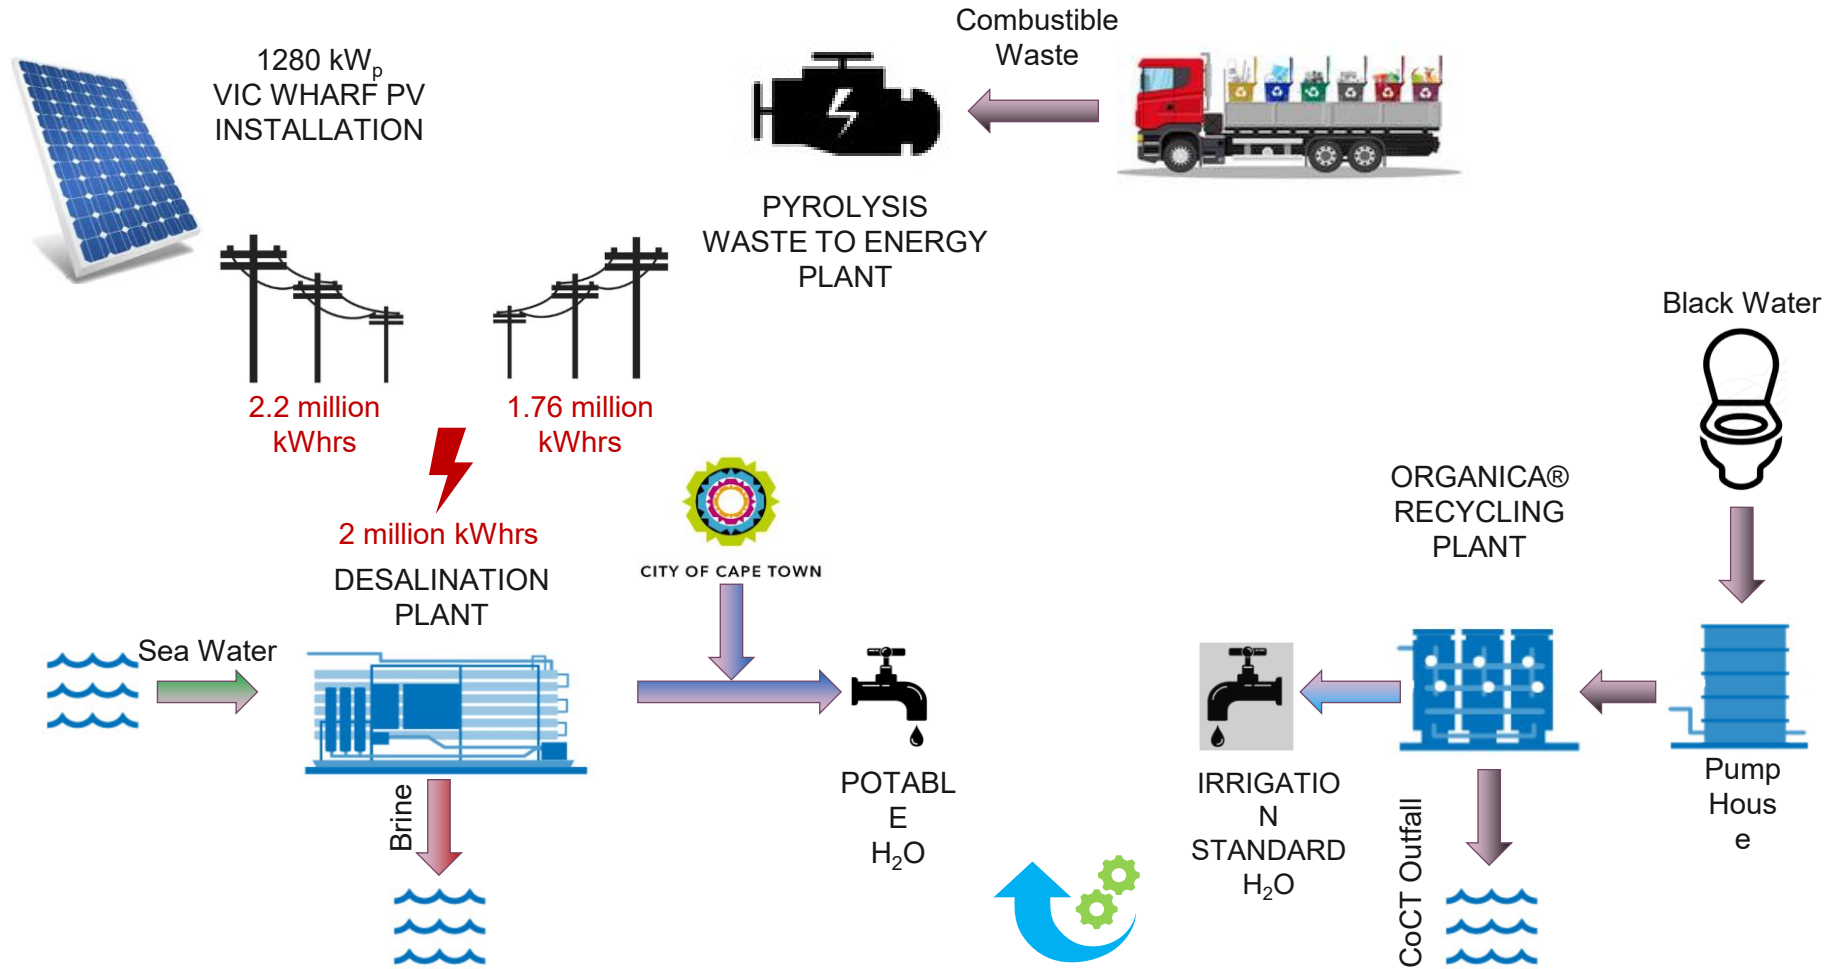 Combustible
Waste
1280 kWp
VIC WHARF PV
INSTALLATION
PYROLYSIS
WASTE TO ENERGY
PLANT
Black Water
2.2 million
kWhrs
1.76 million
kWhrs
2 million kWhrs
DESALINATION
PLANT
CITY OF CAPE TOWN
ORGANICA®
RECYCLING
PLANT
Sea Water
Brine
POTABL
E
H₂O
IRRIGATIO
N
STANDARD
H₂O
CoCT Outfall
Pump
Hous
e